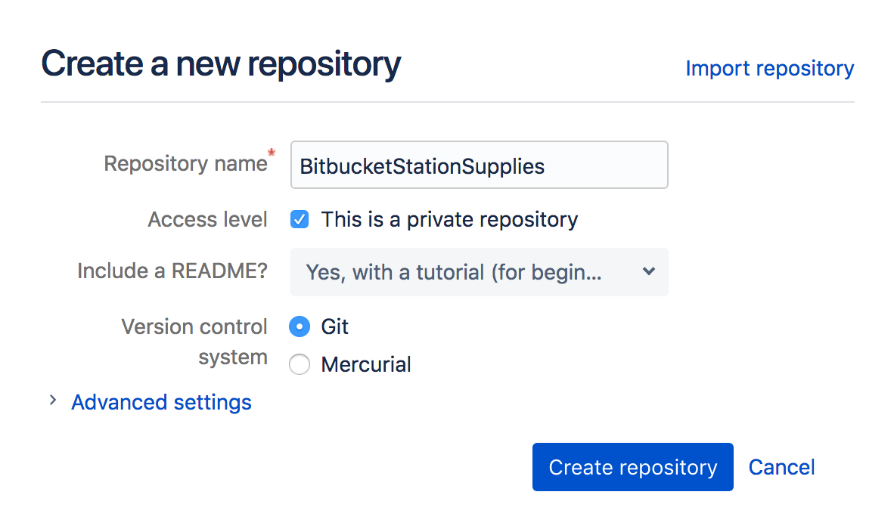 Create a new repository
Import repository
Repository name*
BitbucketStationSupplies
Access level
This is a private repository
Include a README?
Yes, with a tutorial (for begin...
Version control
system
Git
Mercurial
Advanced settings
Create repository
Cancel